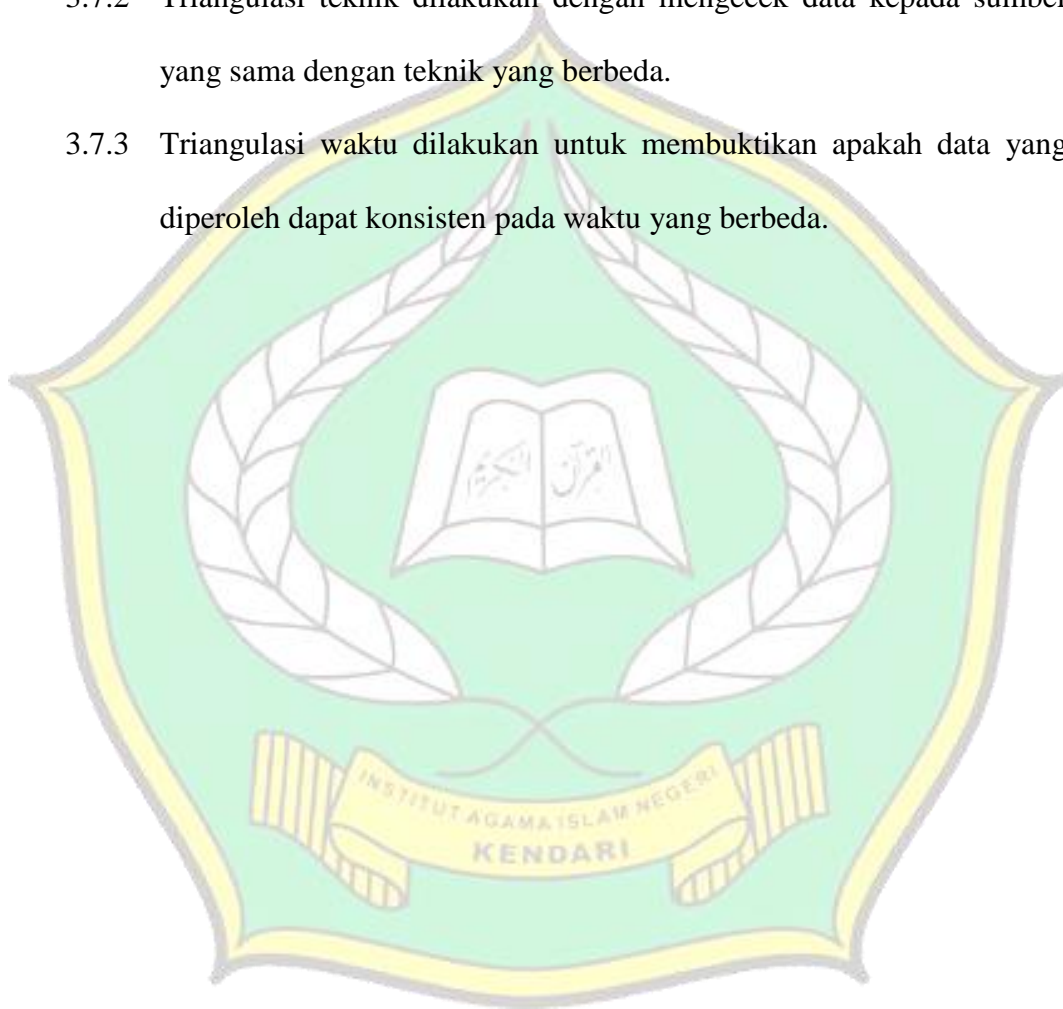 3.7.2 Triangulasi teknik dilakukan dengan mengecek data kepada sumber
yang sama dengan teknik yang berbeda.
3.7.3 Triangulasi waktu dilakukan untuk membuktikan apakah data yang
diperoleh dapat konsisten pada waktu yang berbeda.
القرآن الكريم
INSTITUT AGAMA ISLAM NEGERI
KENDARI